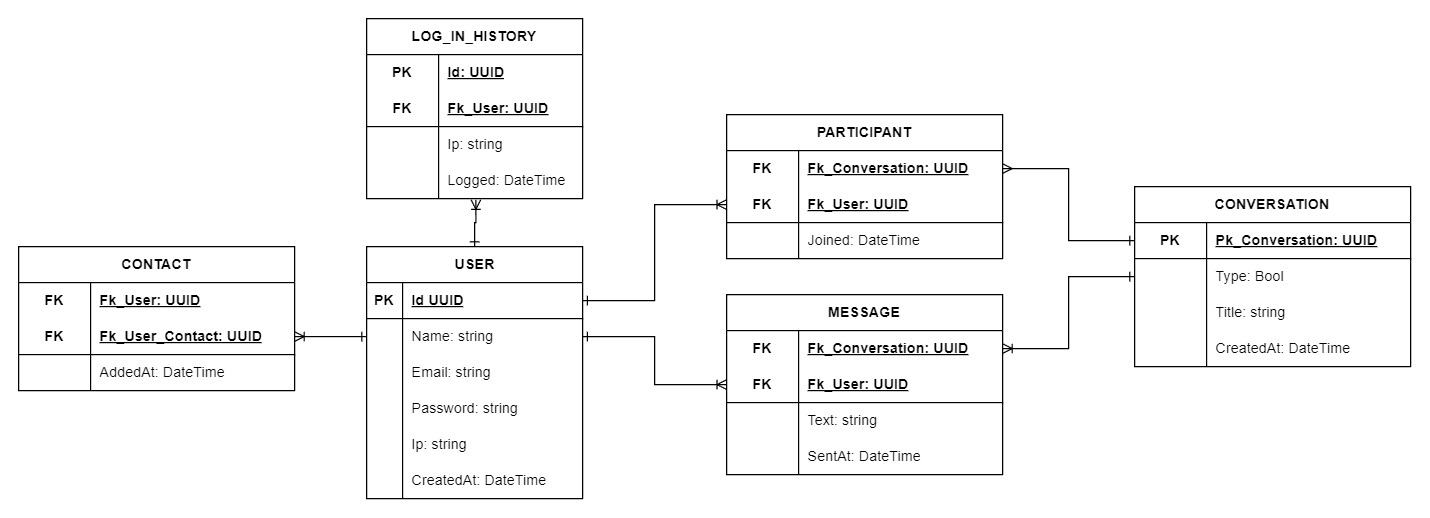 LOG_IN_HISTORY
PK Id: UUID
FK Fk_User: UUID
Ip: string
Logged: DateTime
CONTACT
FK Fk_User: UUID
FK Fk_User_Contact: UUID
AddedAt: DateTime
USER
PK Id UUID
Name: string
Email: string
Password: string
Ip: string
CreatedAt: DateTime
PARTICIPANT
FK Fk_Conversation: UUID
FK Fk_User: UUID
Joined: DateTime
MESSAGE
FK Fk_Conversation: UUID
FK Fk_User: UUID
Text: string
SentAt: DateTime
CONVERSATION
PK Pk_Conversation: UUID
Type: Bool
Title: string
CreatedAt: DateTime